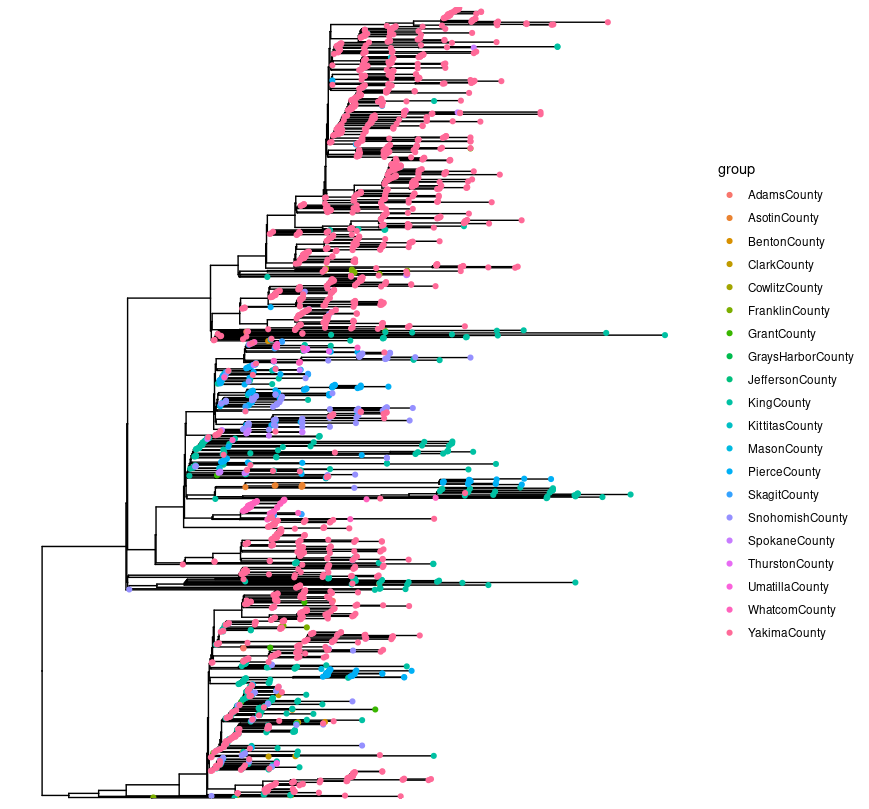 group
AdamsCounty
AsotinCounty
BentonCounty
ClarkCounty
CowlitzCounty
FranklinCounty
GrantCounty
GraysHarborCounty
JeffersonCounty
KingCounty
KittitasCounty
MasonCounty
PierceCounty
SkagitCounty
SnohomishCounty
SpokaneCounty
ThurstonCounty
UmatillaCounty
WhatcomCounty
YakimaCounty